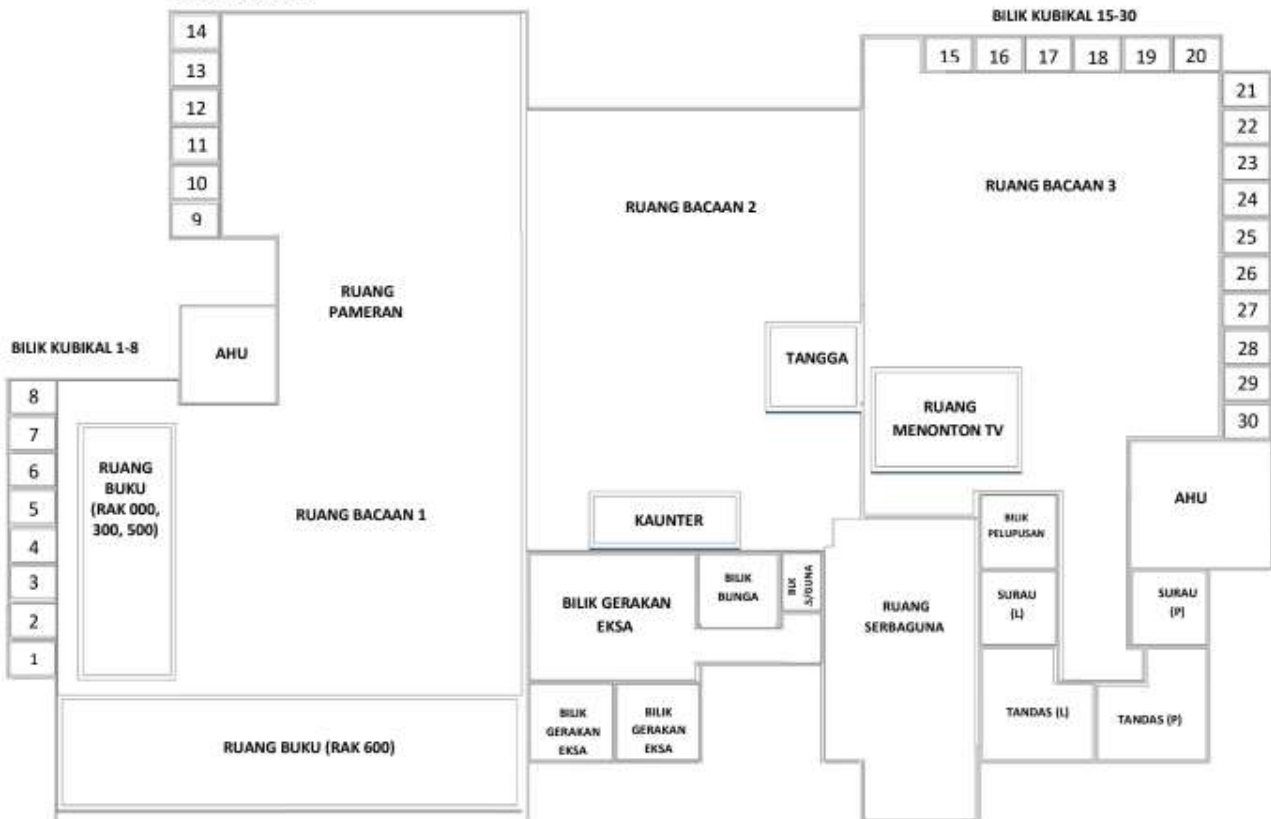 BILIK KUBIKAL 15-30
14
13
12
11
10
9
15 16 17 18 19 20
21
22
23
24
25
26
27
28
29
30
RUANG BACAAN 2
RUANG BACAAN 3
RUANG
PAMERAN
BILIK KUBIKAL 1-8
AHU
TANGGA
RUANG
MENONTON TV
8
7
6
5
4
3
2
1
RUANG
BUKU
(RAK 000,
300, 500)
RUANG BACAAN 1
KAUNTER
BILIK
PELUPUSAN
AHU
BILIK GERAKAN
EKSA
BILIK
BUNGA
BLK
S/GUNA
RUANG
SERBAGUNA
SURAU
(L)
SURAU
(P)
BILIK
GERAKAN
EKSA
BILIK
GERAKAN
EKSA
TANDAS (L)
TANDAS (P)
RUANG BUKU (RAK 600)